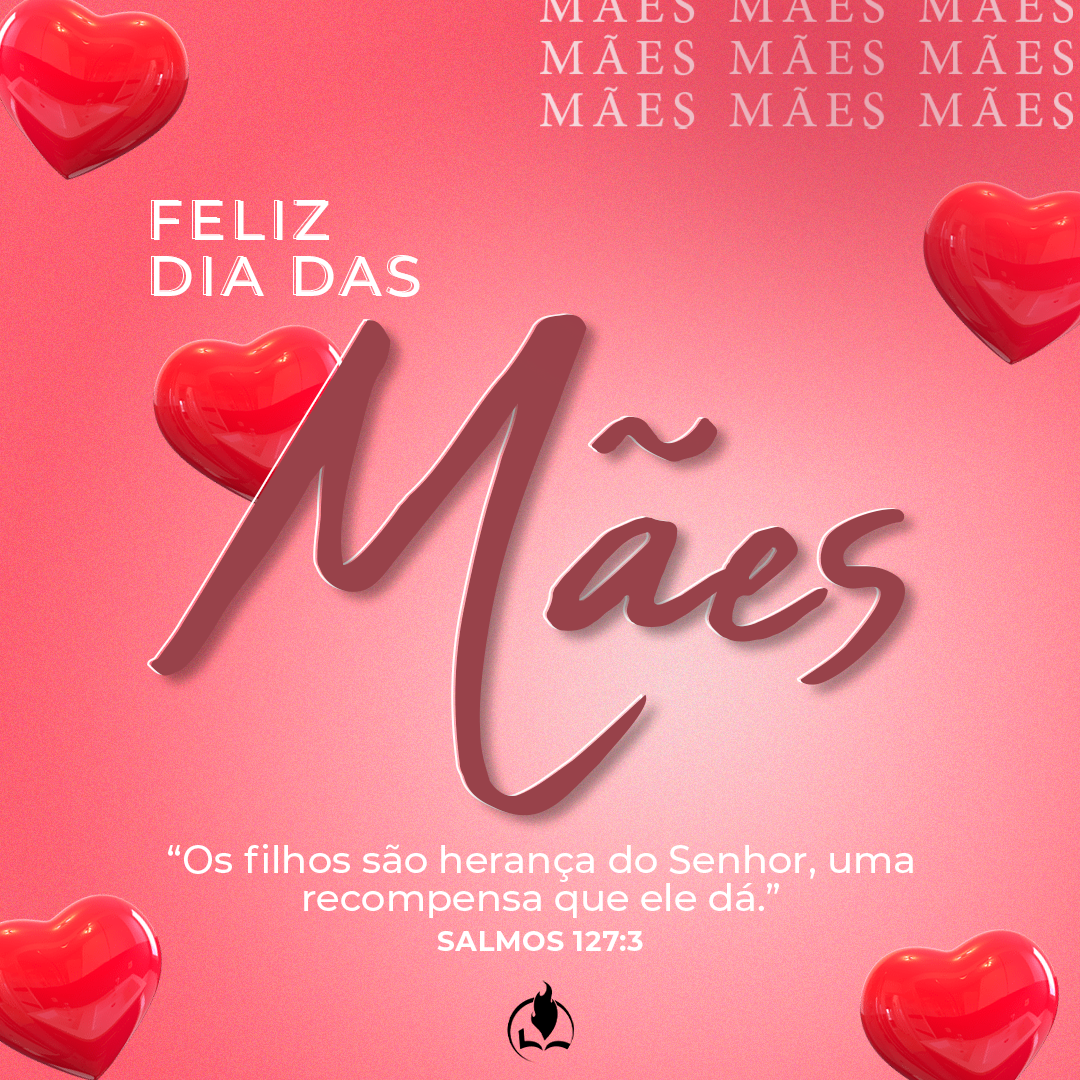 MÃES MÃES MÃES
MÃES MÃES MÃES
MÃES MÃES MÃES
FELIZ
DIA DAS
Mães
“Os filhos são herança do Senhor, uma
recompensa que ele dá.”
SALMOS 127:3